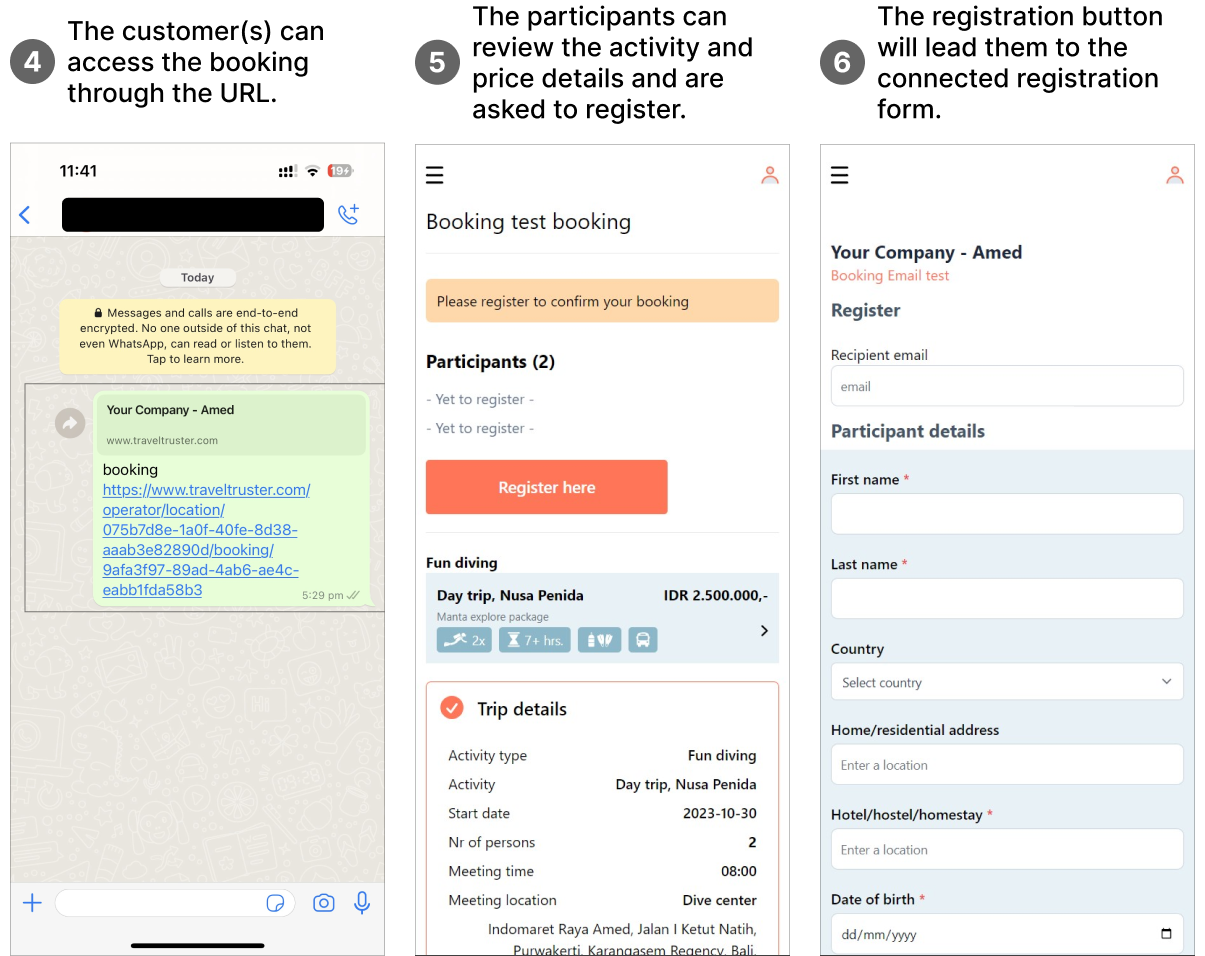 4
The customer(s) can
access the booking
through the URL.
11:41
19
Today
Messages and calls are end-to-end
encrypted. No one outside of this chat, not
even WhatsApp, can read or listen to them.
Tap to learn more.
Your Company - Amed
www.traveltruster.com
booking
https://www.traveltruster.com/
operator/location/
075b7d8e-1a0f-40fe-8d38-
aaab3e82890d/booking/
9afa3f97-89ad-4ab6-ae4c-
eabb1fda58b3
5:29 pm
5
The participants can
review the activity and
price details and are
asked to register.
Booking test booking
Please register to confirm your booking
Participants (2)
- Yet to register -
- Yet to register -
Register here
Fun diving
Day trip, Nusa Penida IDR 2.500.000,-
Manta explore package
2x 7+ hrs.
Trip details
Activity type Fun diving
Activity Day trip, Nusa Penida
Start date 2023-10-30
Nr of persons 2
Meeting time 08:00
Meeting location Dive center
Indomaret Raya Amed, Jalan I Ketut Natih,
Purwakerti, Karangasem Regency, Bali,
6
The registration button
will lead them to the
connected registration
form.
Your Company - Amed
Booking Email test
Register
Recipient email
email
Participant details
First name *
Last name *
Country
Select country
Home/residential address
Enter a location
Hotel/hostel/homestay *
Enter a location
Date of birth *
dd/mm/yyyy